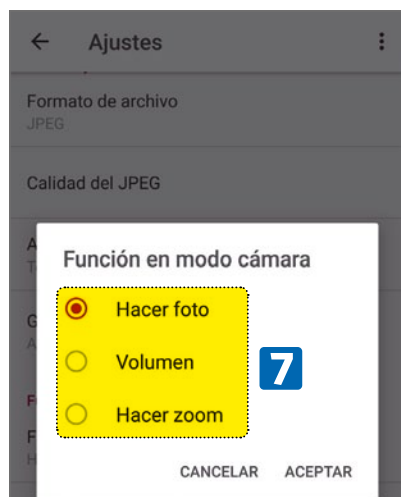 Ajustes
Formato de archivo
JPEG
Calidad del JPEG
A
T
Función en modo cámara
Hacer foto
G
A
Volumen
7
F
Hacer zoom
F
H
CANCELAR ACEPTAR